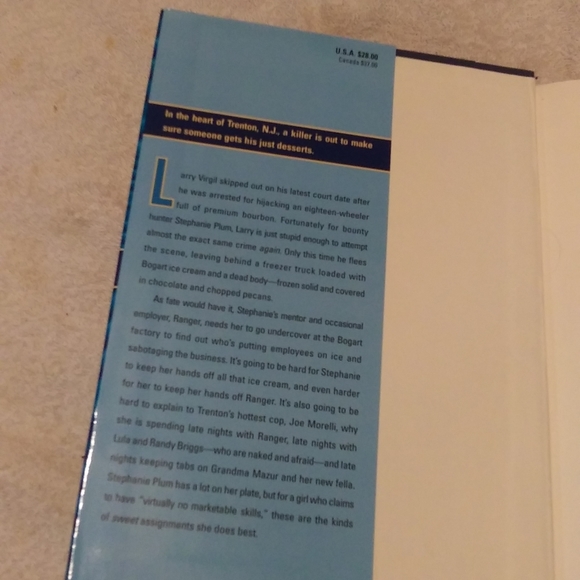 U.S.A. $28.00
In the heart of Trenton, N.J., a killer is out to make
sure someone gets his just desserts.
Larry Virgil skipped out on his latest court date after
he was arrested for hijacking an eighteen-wheeler
full of premium bourbon. Fortunately for bounty
hunter Stephanie Plum, Larry is just stupid enough to attempt
almost the exact same crime again. Only this time he flees
the scene, leaving behind a freezer truck loaded with
Bogart ice cream and a dead body—frozen solid and covered
in chocolate and chopped pecans.
As fate would have it, Stephanie's mentor and occasional
employer, Ranger, needs her to go undercover at the Bogart
factory to find out who's putting employees on ice and
sabotaging the business. It's going to be hard for Stephanie
to keep her hands off all that ice cream, and even harder
for her to keep her hands off Ranger. It's also going to be
hard to explain to Trenton's hottest cop, Joe Morelli, why
she is spending late nights with Ranger, late nights with
Lula and Randy Briggs—who are naked and afraid—and late
nights keeping tabs on Grandma Mazur and her new fella.
Stephanie Plum has a lot on her plate, but for a girl who claims
to have "virtually no marketable skills," these are the kinds
of sweet assignments she does best.